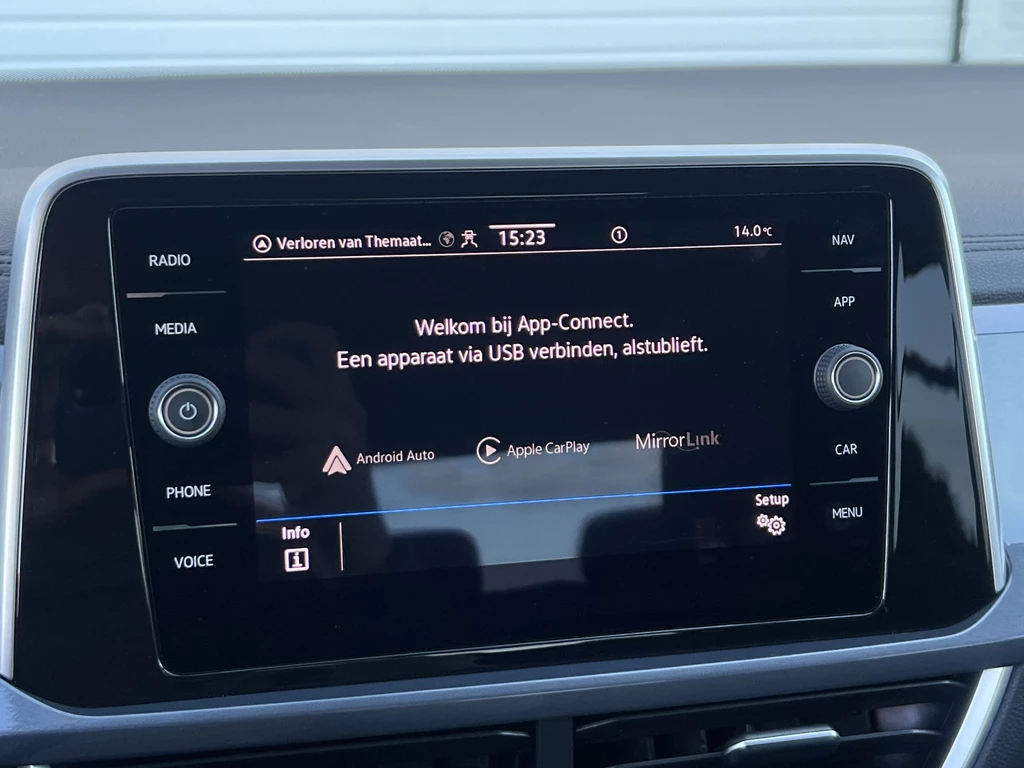 Verloren van Themaat... 15:23 1 14.0°C
RADIO
MEDIA
PHONE
VOICE
Welkom bij App-Connect.
Een apparaat via USB verbinden, alstublieft.
Android Auto Apple CarPlay MirrorLink
Info
i
Setup
NAV
APP
CAR
MENU